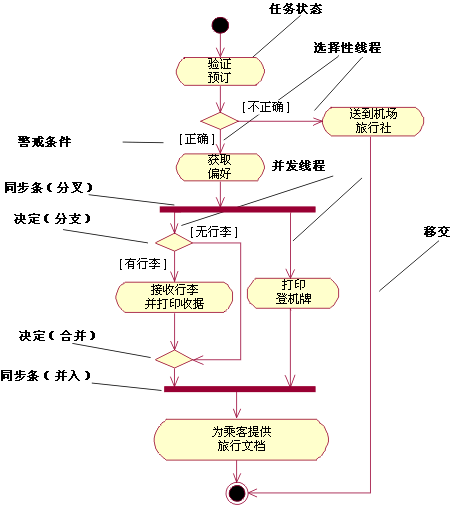 任务状态
验证
预订
选择性线程
[不正确]
送到机场
旅行社
[正确]
警戒条件
获取
偏好
并发线程
同步条(分叉)
决定(分支)
[无行李]
移交
[有行李]
接收行李
并打印收据
打印
登机牌
决定(合并)
同步条(并入)
为乘客提供
旅行文档